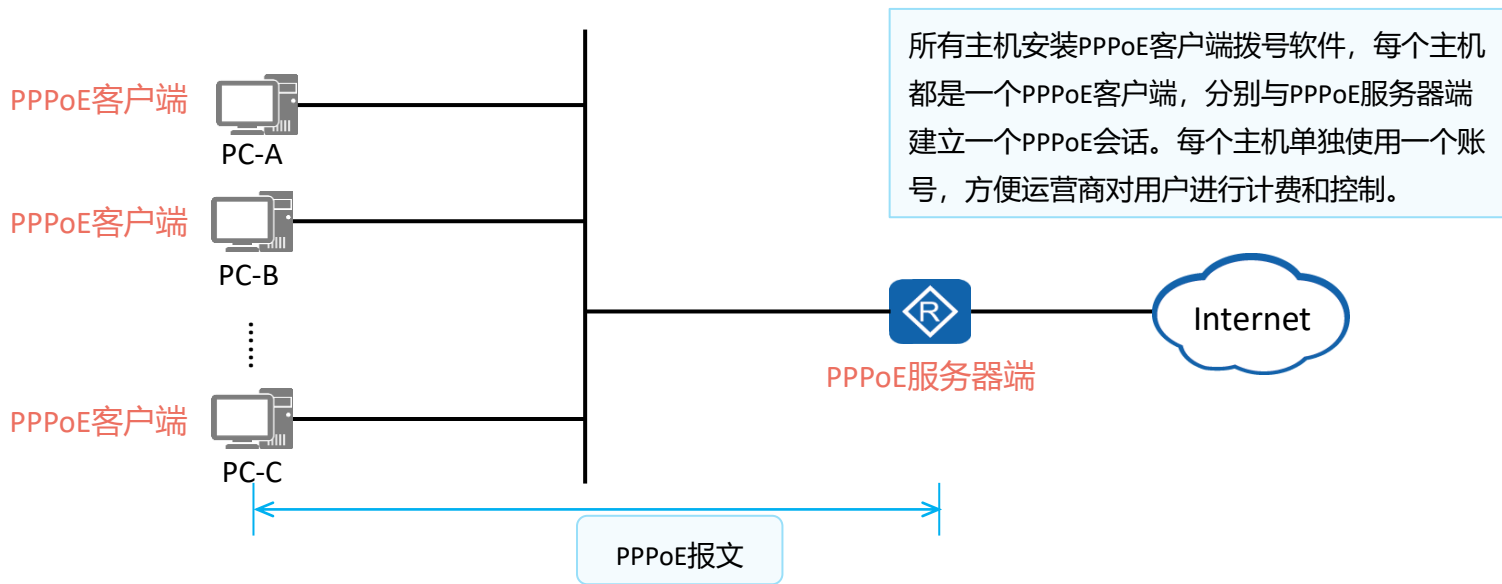 所有主机安装PPPoE客户端拨号软件，每个主机
都是一个PPPoE客户端，分别与PPPoE服务器端
建立一个PPPoE会话。每个主机单独使用一个账
号，方便运营商对用户进行计费和控制。
PPPoE客户端
PC-A
PPPoE客户端
PC-B
......
PPPoE客户端
PC-C
R
PPPoE服务器端
Internet
PPPoE报文